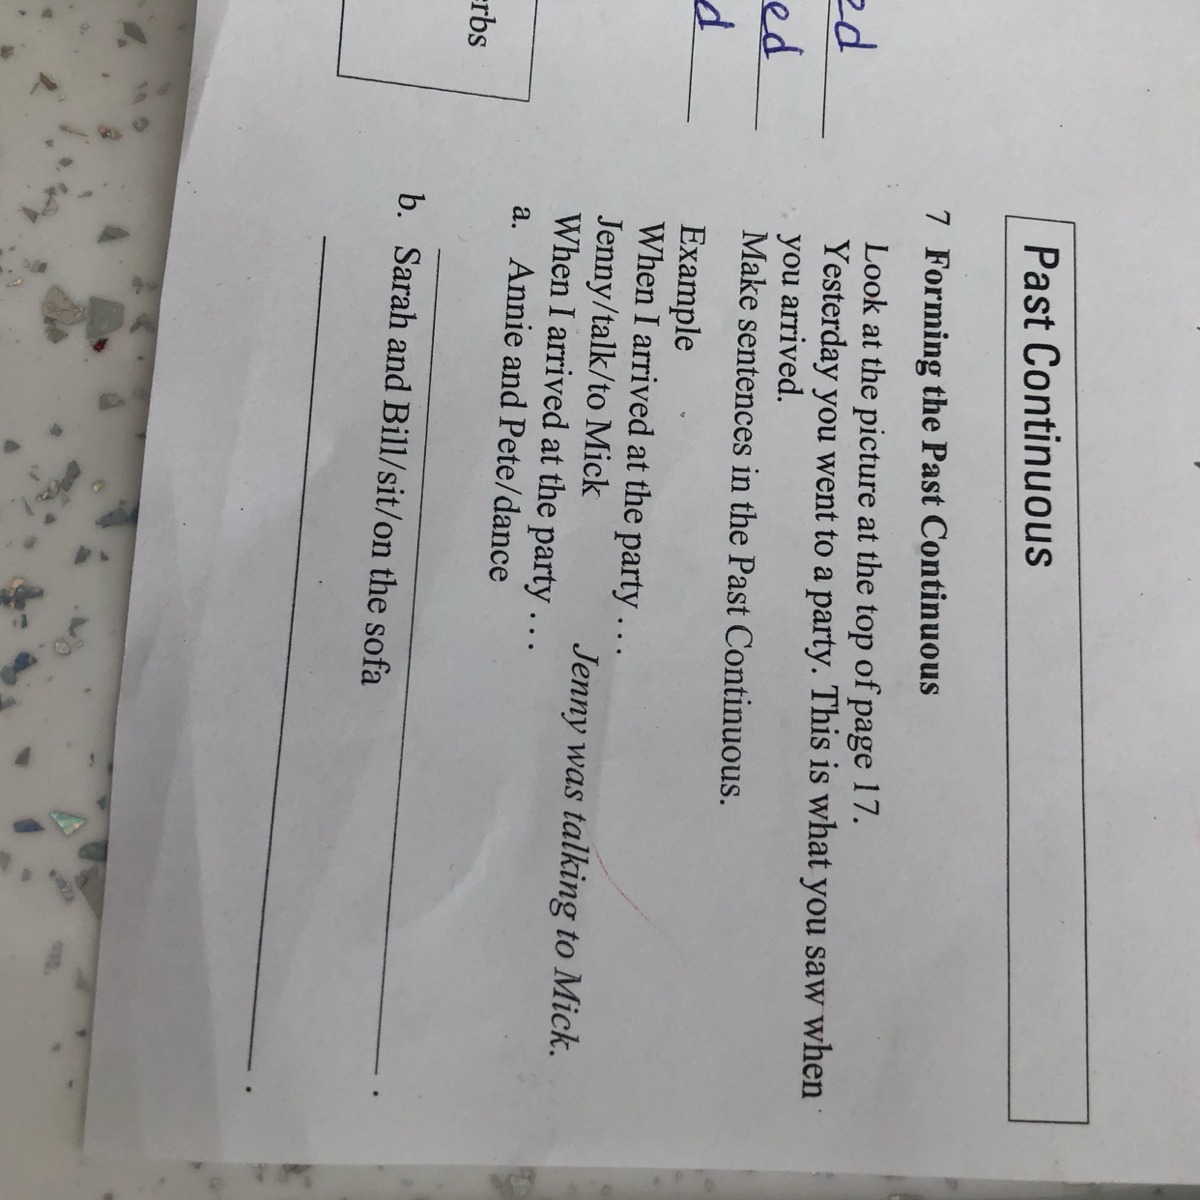 ed
ed
d
rbs
Past Continuous
7 Forming the Past Continuous
Look at the picture at the top of page 17.
Yesterday you went to a party. This is what you saw when
you arrived.
Make sentences in the Past Continuous.
Example
When I arrived at the party ...
Jenny/talk/to Mick
Jenny was talking to Mick.
When I arrived at the party ...
a. Annie and Pete/dance
.
b. Sarah and Bill/sit/on the sofa
.